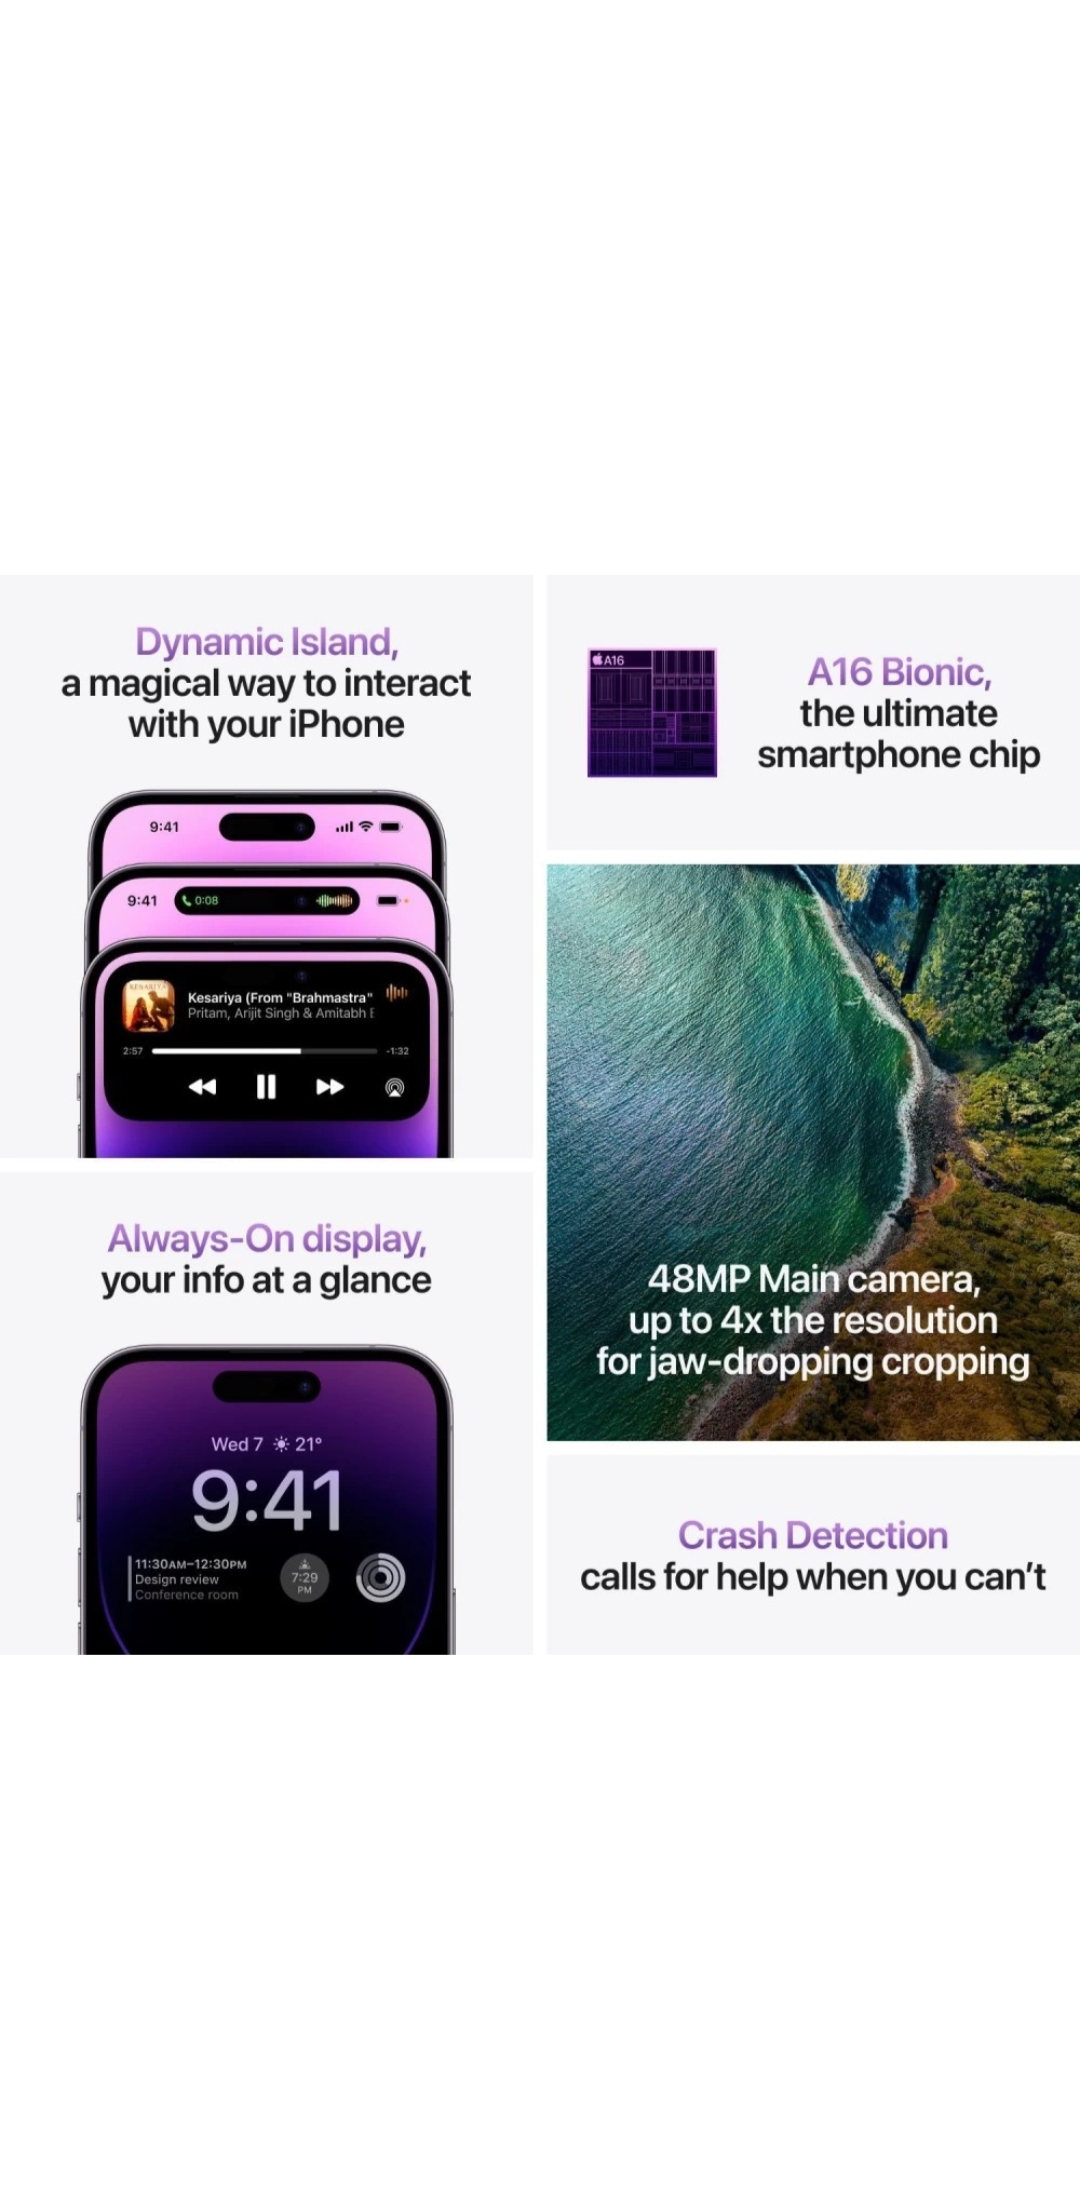 Dynamic Island,
a magical way to interact
with your iPhone
9:41
9:41
0:08
KESARIYA
Kesariya (From "Brahmastra"
Pritam, Arijit Singh & Amitabh
2:57
-1:32
Always-On display,
your info at a glance
Wed 7 21°
9:41
11:30AM–12:30PM
Design review
Conference room
7:29
PM
A16
A16 Bionic,
the ultimate
smartphone chip
48MP Main camera,
up to 4x the resolution
for jaw-dropping cropping
Crash Detection
calls for help when you can't